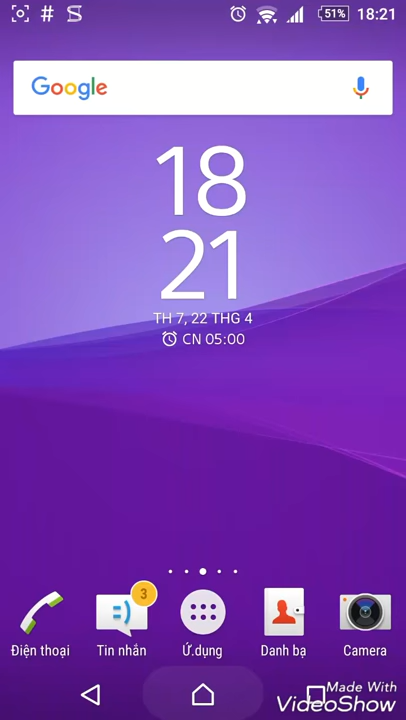 51% 18:21
Google
18
21
TH 7, 22 THG 4
CN 05:00
3
Điện thoại Tin nhắn Ứ.dụng Danh bạ Camera
Made With
VideoShow